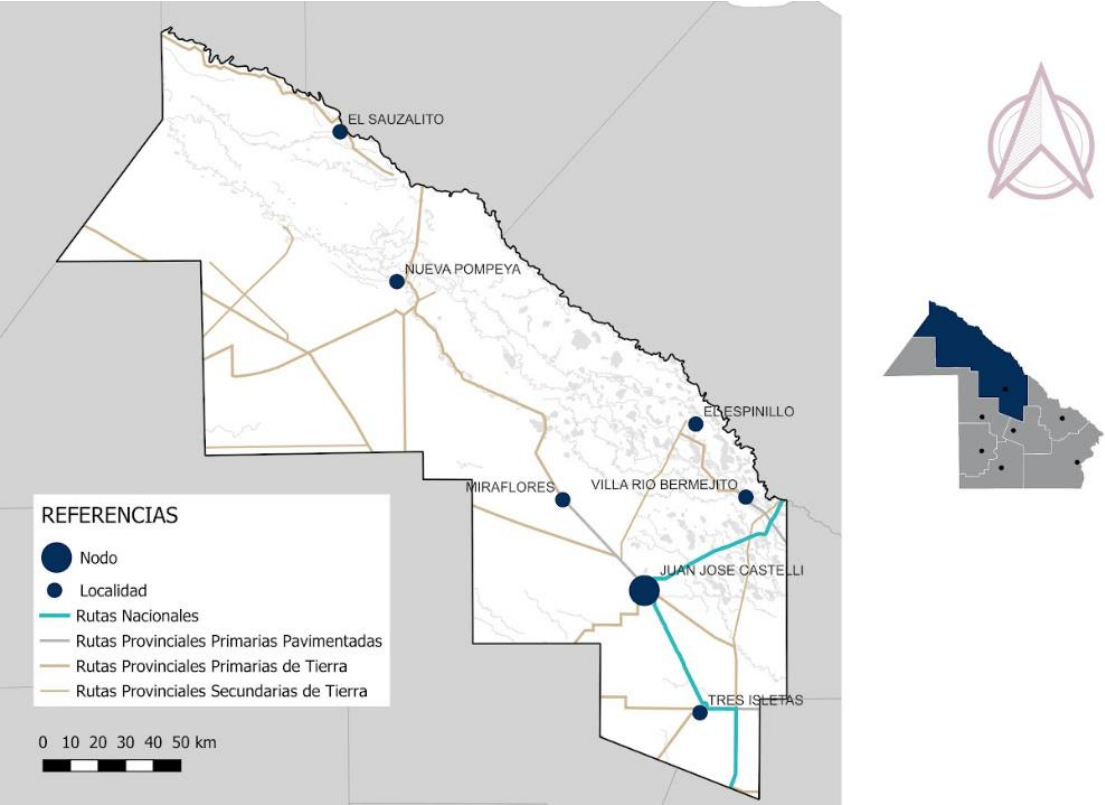 EL SAUZALITO
NUEVA POMPEYA
EL ESPINILLO
MIRAFLORES
VILLA RIO BERMEJITO
JUAN JOSE CASTELLI
TRES ISLETAS
REFERENCIAS
Nodo
Localidad
Rutas Nacionales
Rutas Provinciales Primarias Pavimentadas
Rutas Provinciales Primarias de Tierra
Rutas Provinciales Secundarias de Tierra
0 10 20 30 40 50 km